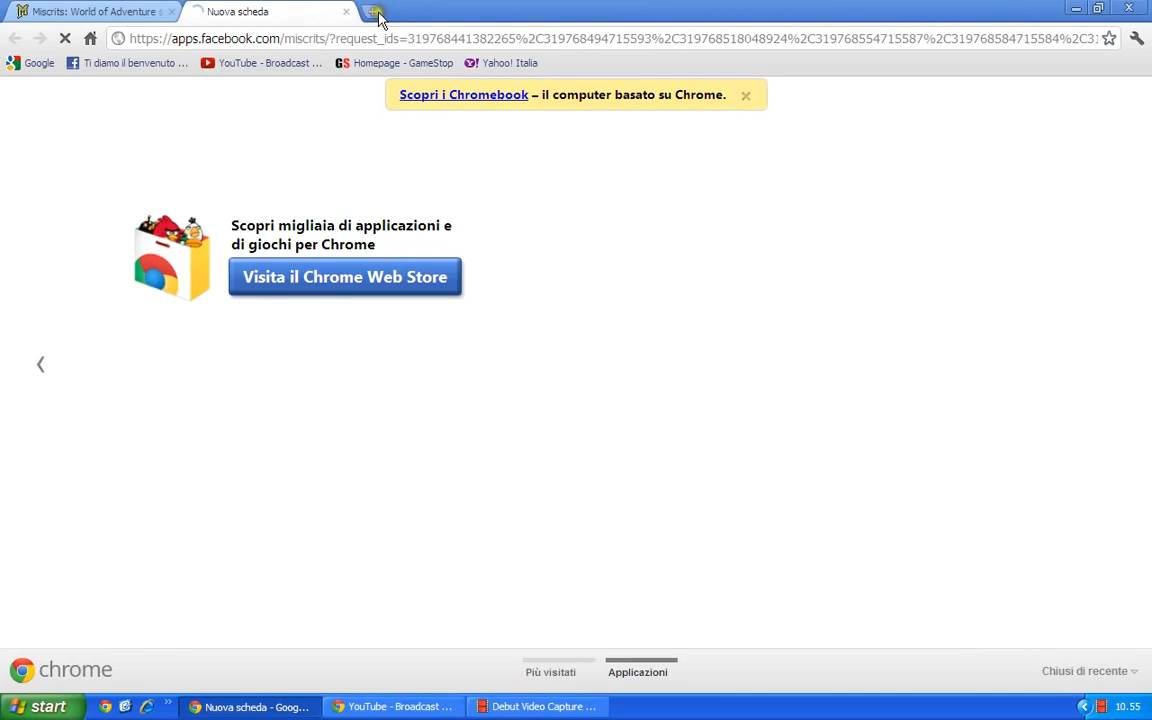 Miscrits: World of Adventure s
Nuova scheda
https://apps.facebook.com/miscrits/?request_ids=319768441382265%2C319768494715593%2C319768518048924%2C319768554715587%2C319768584715584%2C31
Google
Ti diamo il benvenuto ...
YouTube - Broadcast ...
GS Homepage - GameStop
Yahoo! Italia
Scopri i Chromebook – il computer basato su Chrome.
Scopri migliaia di applicazioni e
di giochi per Chrome
Visita il Chrome Web Store
chrome
Più visitati
Applicazioni
Chiusi di recente
start
Nuova scheda - Goog...
YouTube - Broadcast ...
Debut Video Capture ...
10.55